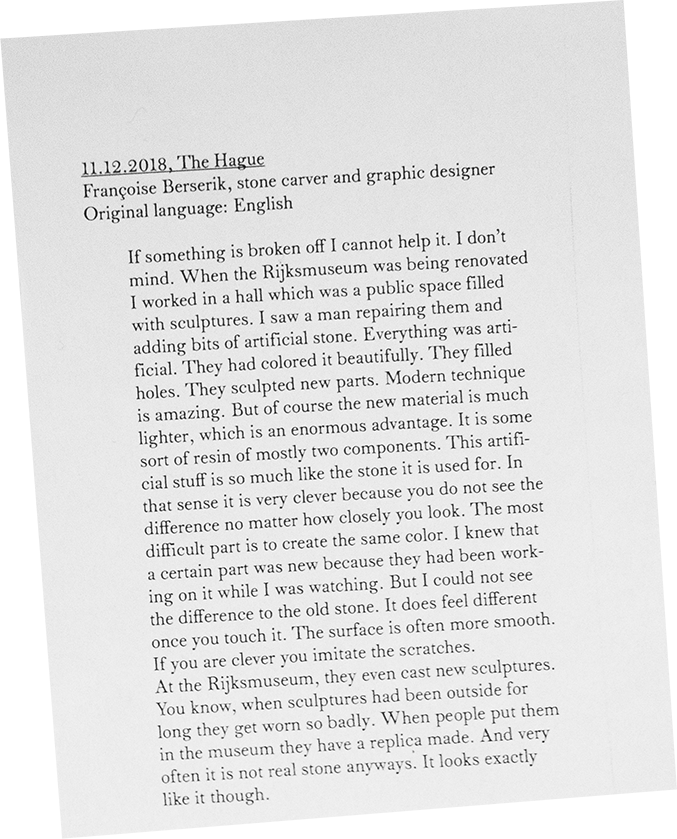 11.12.2018, The Hague
Françoise Berserik, stone carver and graphic designer
Original language: English
If something is broken off I cannot help it. I don’t
mind. When the Rijksmuseum was being renovated
I worked in a hall which was a public space filled
with sculptures. I saw a man repairing them and
adding bits of artificial stone. Everything was arti-
ficial. They had colored it beautifully. They filled
holes. They sculpted new parts. Modern technique
is amazing. But of course the new material is much
lighter, which is an enormous advantage. It is some
sort of resin of mostly two components. This artifi-
cial stuff is so much like the stone it is used for. In
that sense it is very clever because you do not see the
difference no matter how closely you look. The most
difficult part is to create the same color. I knew that
a certain part was new because they had been work-
ing on it while I was watching. But I could not see
the difference to the old stone. It does feel different
once you touch it. The surface is often more smooth.
If you are clever you imitate the scratches.
At the Rijksmuseum, they even cast new sculptures.
You know, when sculptures had been outside for
long they get worn so badly. When people put them
in the museum they have a replica made. And very
often it is not real stone anyways. It looks exactly
like it though.